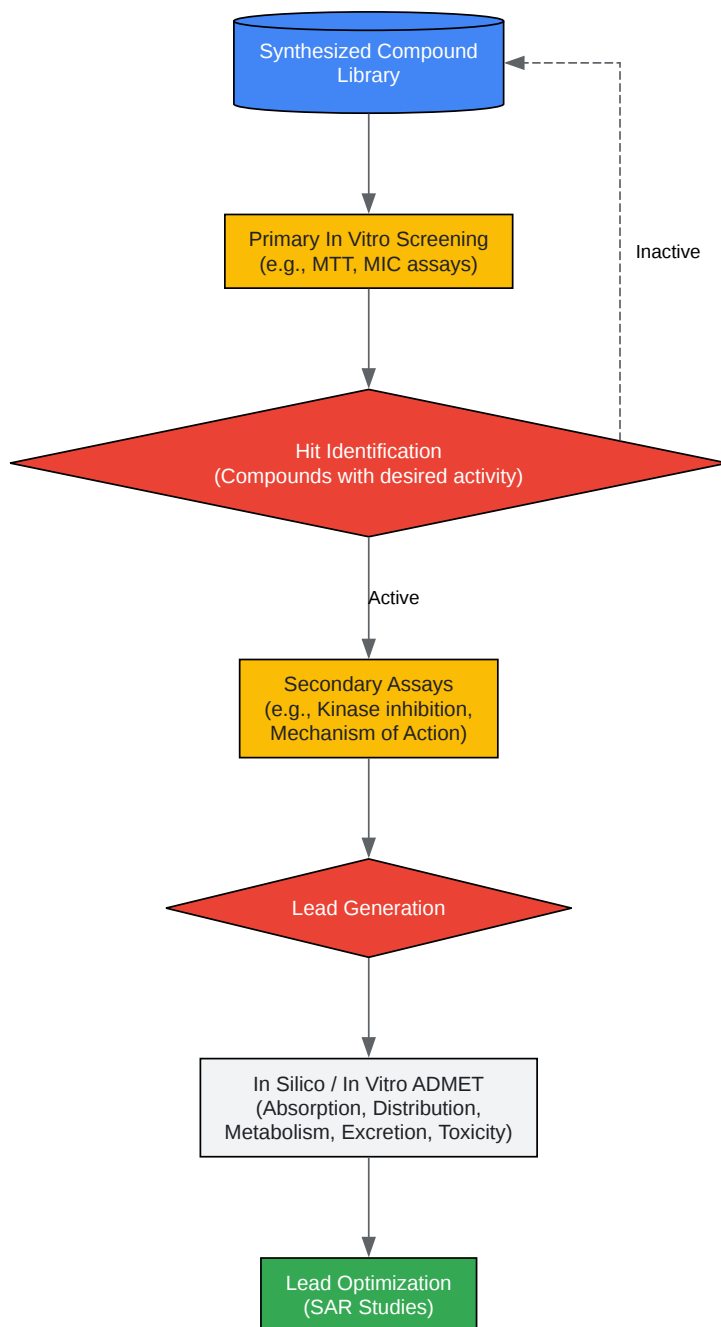 Synthesized Compound
Library
Primary In Vitro Screening
(e.g., MTT, MIC assays)
Inactive
Hit Identification
(Compounds with desired activity)
Active
Secondary Assays
(e.g., Kinase inhibition,
Mechanism of Action)
Lead Generation
In Silico / In Vitro ADMET
(Absorption, Distribution,
Metabolism, Excretion, Toxicity)
Lead Optimization
(SAR Studies)